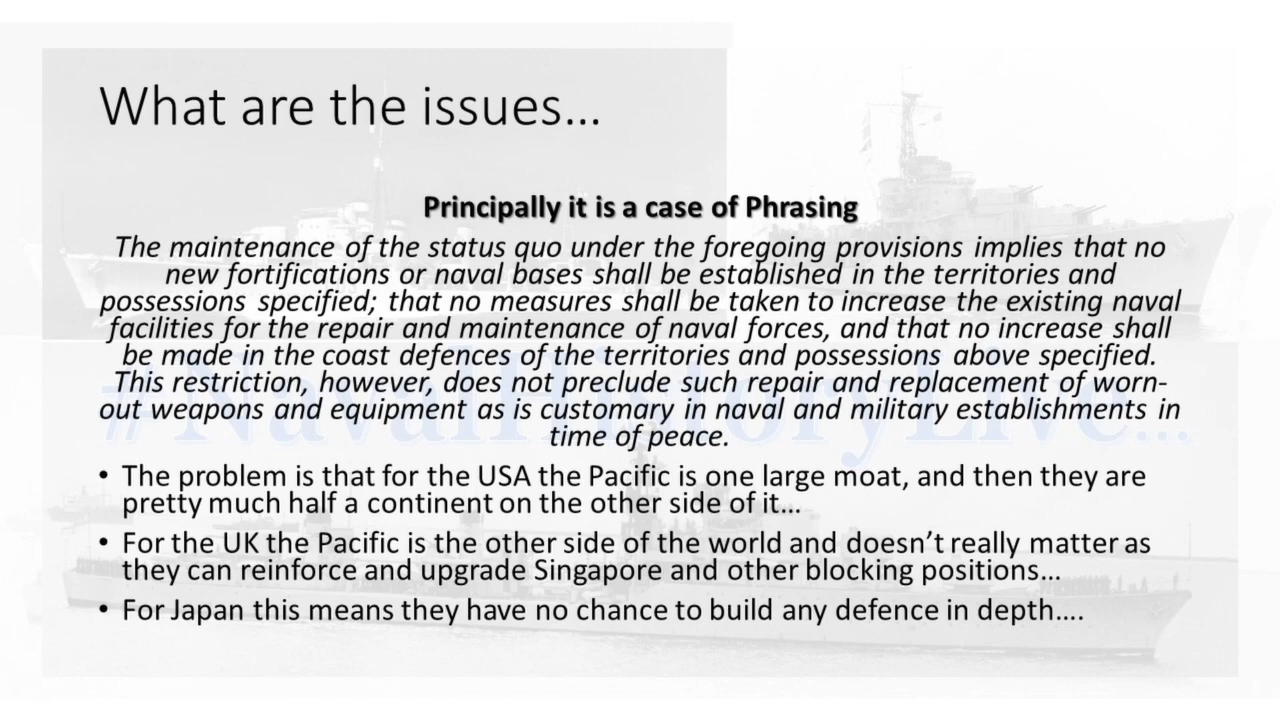 What are the issues...
Principally it is a case of Phrasing
The maintenance of the status quo under the foregoing provisions implies that no
new fortifications or naval bases shall be established in the territories and
possessions specified; that no measures shall be taken to increase the existing naval
facilities for the repair and maintenance of naval forces, and that no increase shall
be made in the coast defences of the territories and possessions above specified.
This restriction, however, does not preclude such repair and replacement of worn-
out weapons and equipment as is customary in naval and military establishments in
time of peace.
#NavalHistoryLive...
• The problem is that for the USA the Pacific is one large moat, and then they are
pretty much half a continent on the other side of it...
• For the UK the Pacific is the other side of the world and doesn't really matter as
they can reinforce and upgrade Singapore and other blocking positions...
• For Japan this means they have no chance to build any defence in depth....